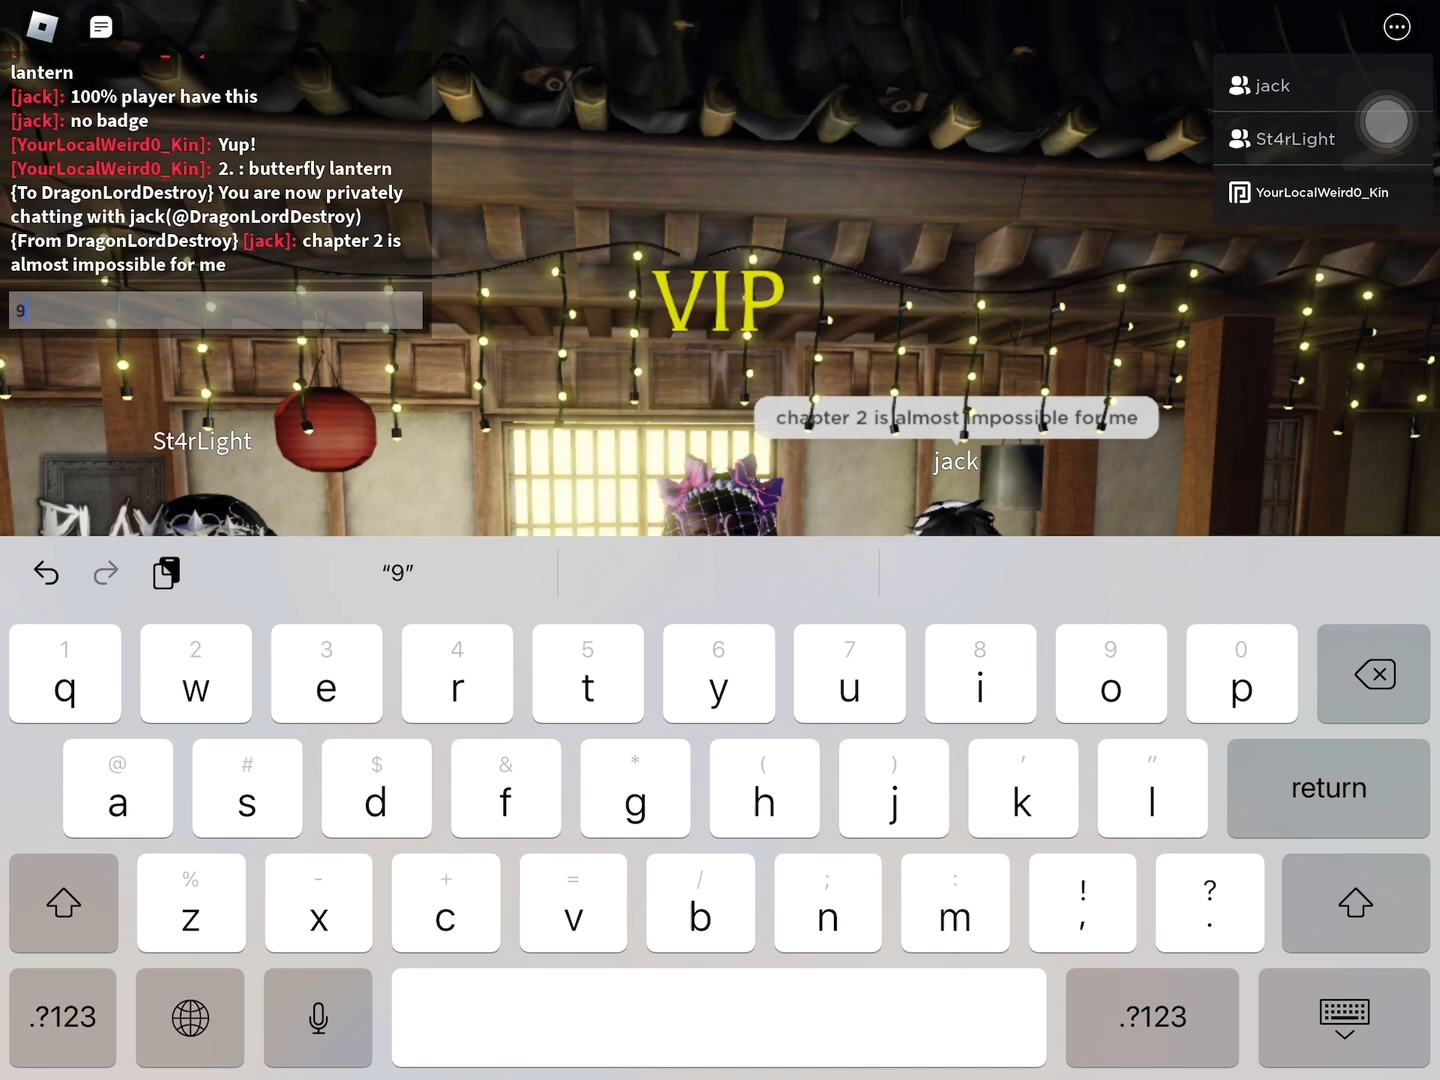 lantern
[jack]: 100% player have this
[jack]: no badge
[YourLocalWeird0_Kin]: Yup!
[YourLocalWeird0_Kin]: 2. : butterfly lantern
{To DragonLordDestroy} You are now privately
chatting with jack(@DragonLordDestroy)
{From DragonLordDestroy} [jack]: chapter 2 is
almost impossible for me
9
jack
St4rLight
YourLocalWeird0_Kin
VIP
chapter 2 is almost impossible for me
St4rLight
jack
PLAY
“9”
1 2 3 4 5 6 7 8 9 0
q w e r t y u i o p
@ # $ & * ( ) ' "
a s d f g h j k l return
% - + = / ; : ! ?
z x c v b n m , .
.?123 .?123